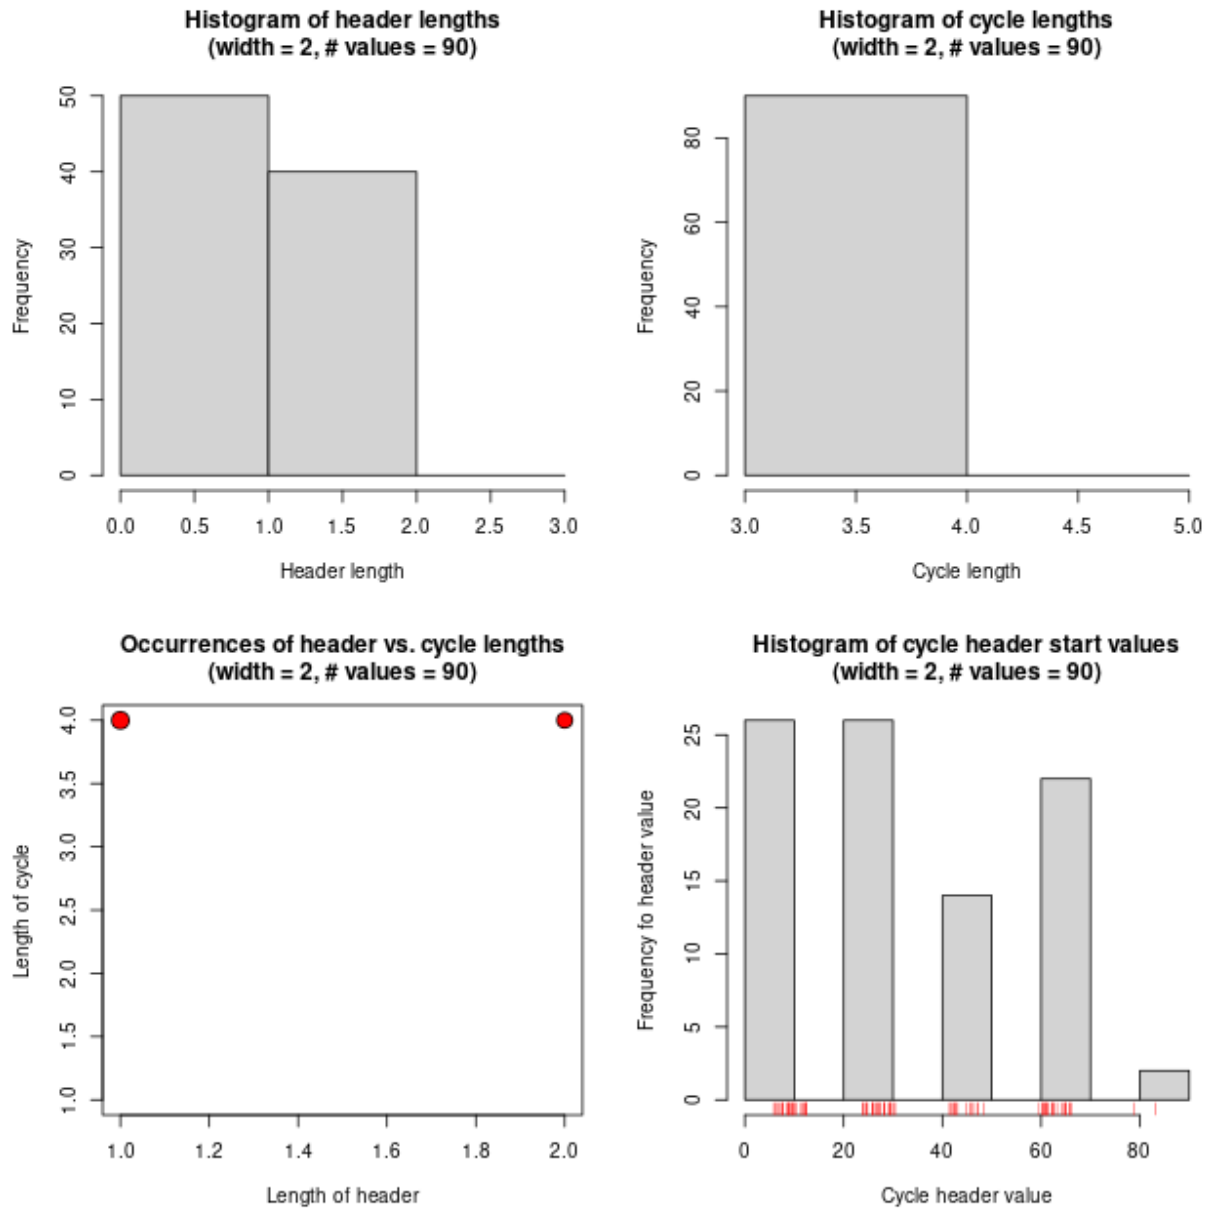 Histogram of header lengths
(width = 2, # values = 90)
Frequency
50
40
30
20
10
0
0.0 0.5 1.0 1.5 2.0 2.5 3.0
Header length
Histogram of cycle lengths
(width = 2, # values = 90)
Frequency
80
60
40
20
0
3.0 3.5 4.0 4.5 5.0
Cycle length
Occurrences of header vs. cycle lengths
(width = 2, # values = 90)
Length of cycle
4.0
3.5
3.0
2.5
2.0
1.5
1.0
1.0 1.2 1.4 1.6 1.8 2.0
Length of header
Histogram of cycle header start values
(width = 2, # values = 90)
Frequency fo header value
25
20
15
10
5
0
0 20 40 60 80
Cycle header value